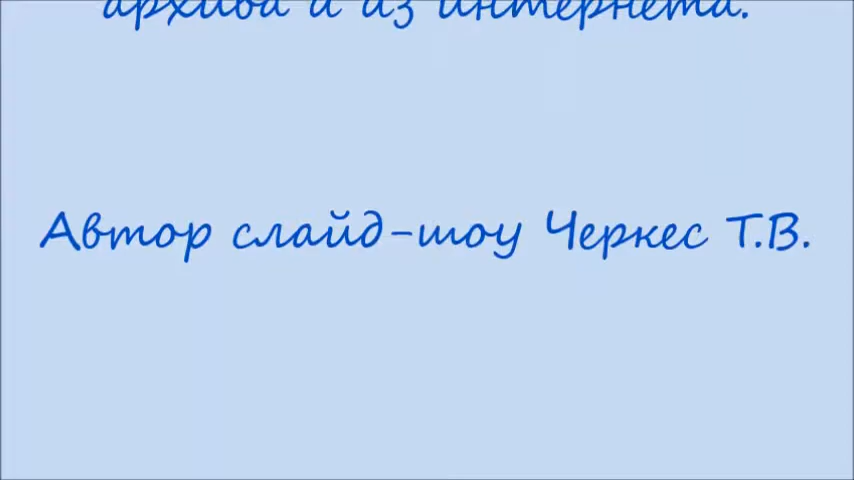 архива и из интернета.
Автор слайд-шоу Черкес Т.В.